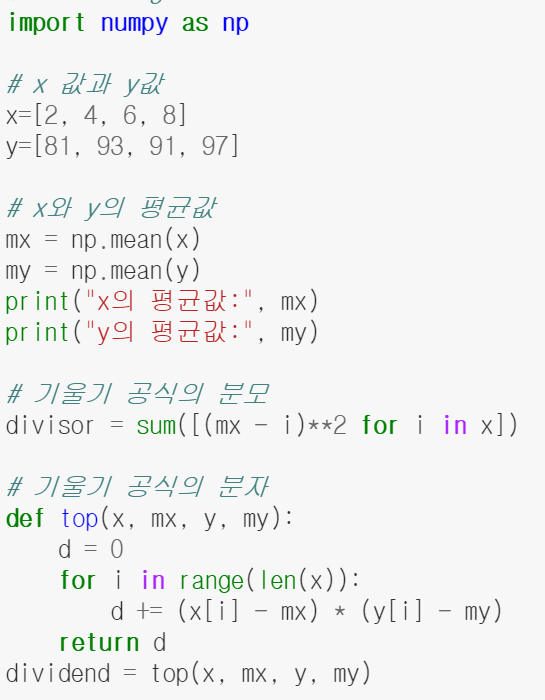 import numpy as np
# x 값과 y값
x=[2, 4, 6, 8]
y=[81, 93, 91, 97]
# x와 y의 평균값
mx = np.mean(x)
my = np.mean(y)
print("x의 평균값:", mx)
print("y의 평균값:", my)
# 기울기 공식의 분모
divisor = sum([(mx - i)**2 for i in x])
# 기울기 공식의 분자
def top(x, mx, y, my):
    d = 0
    for i in range(len(x)):
        d += (x[i] - mx) * (y[i] - my)
    return d
dividend = top(x, mx, y, my)